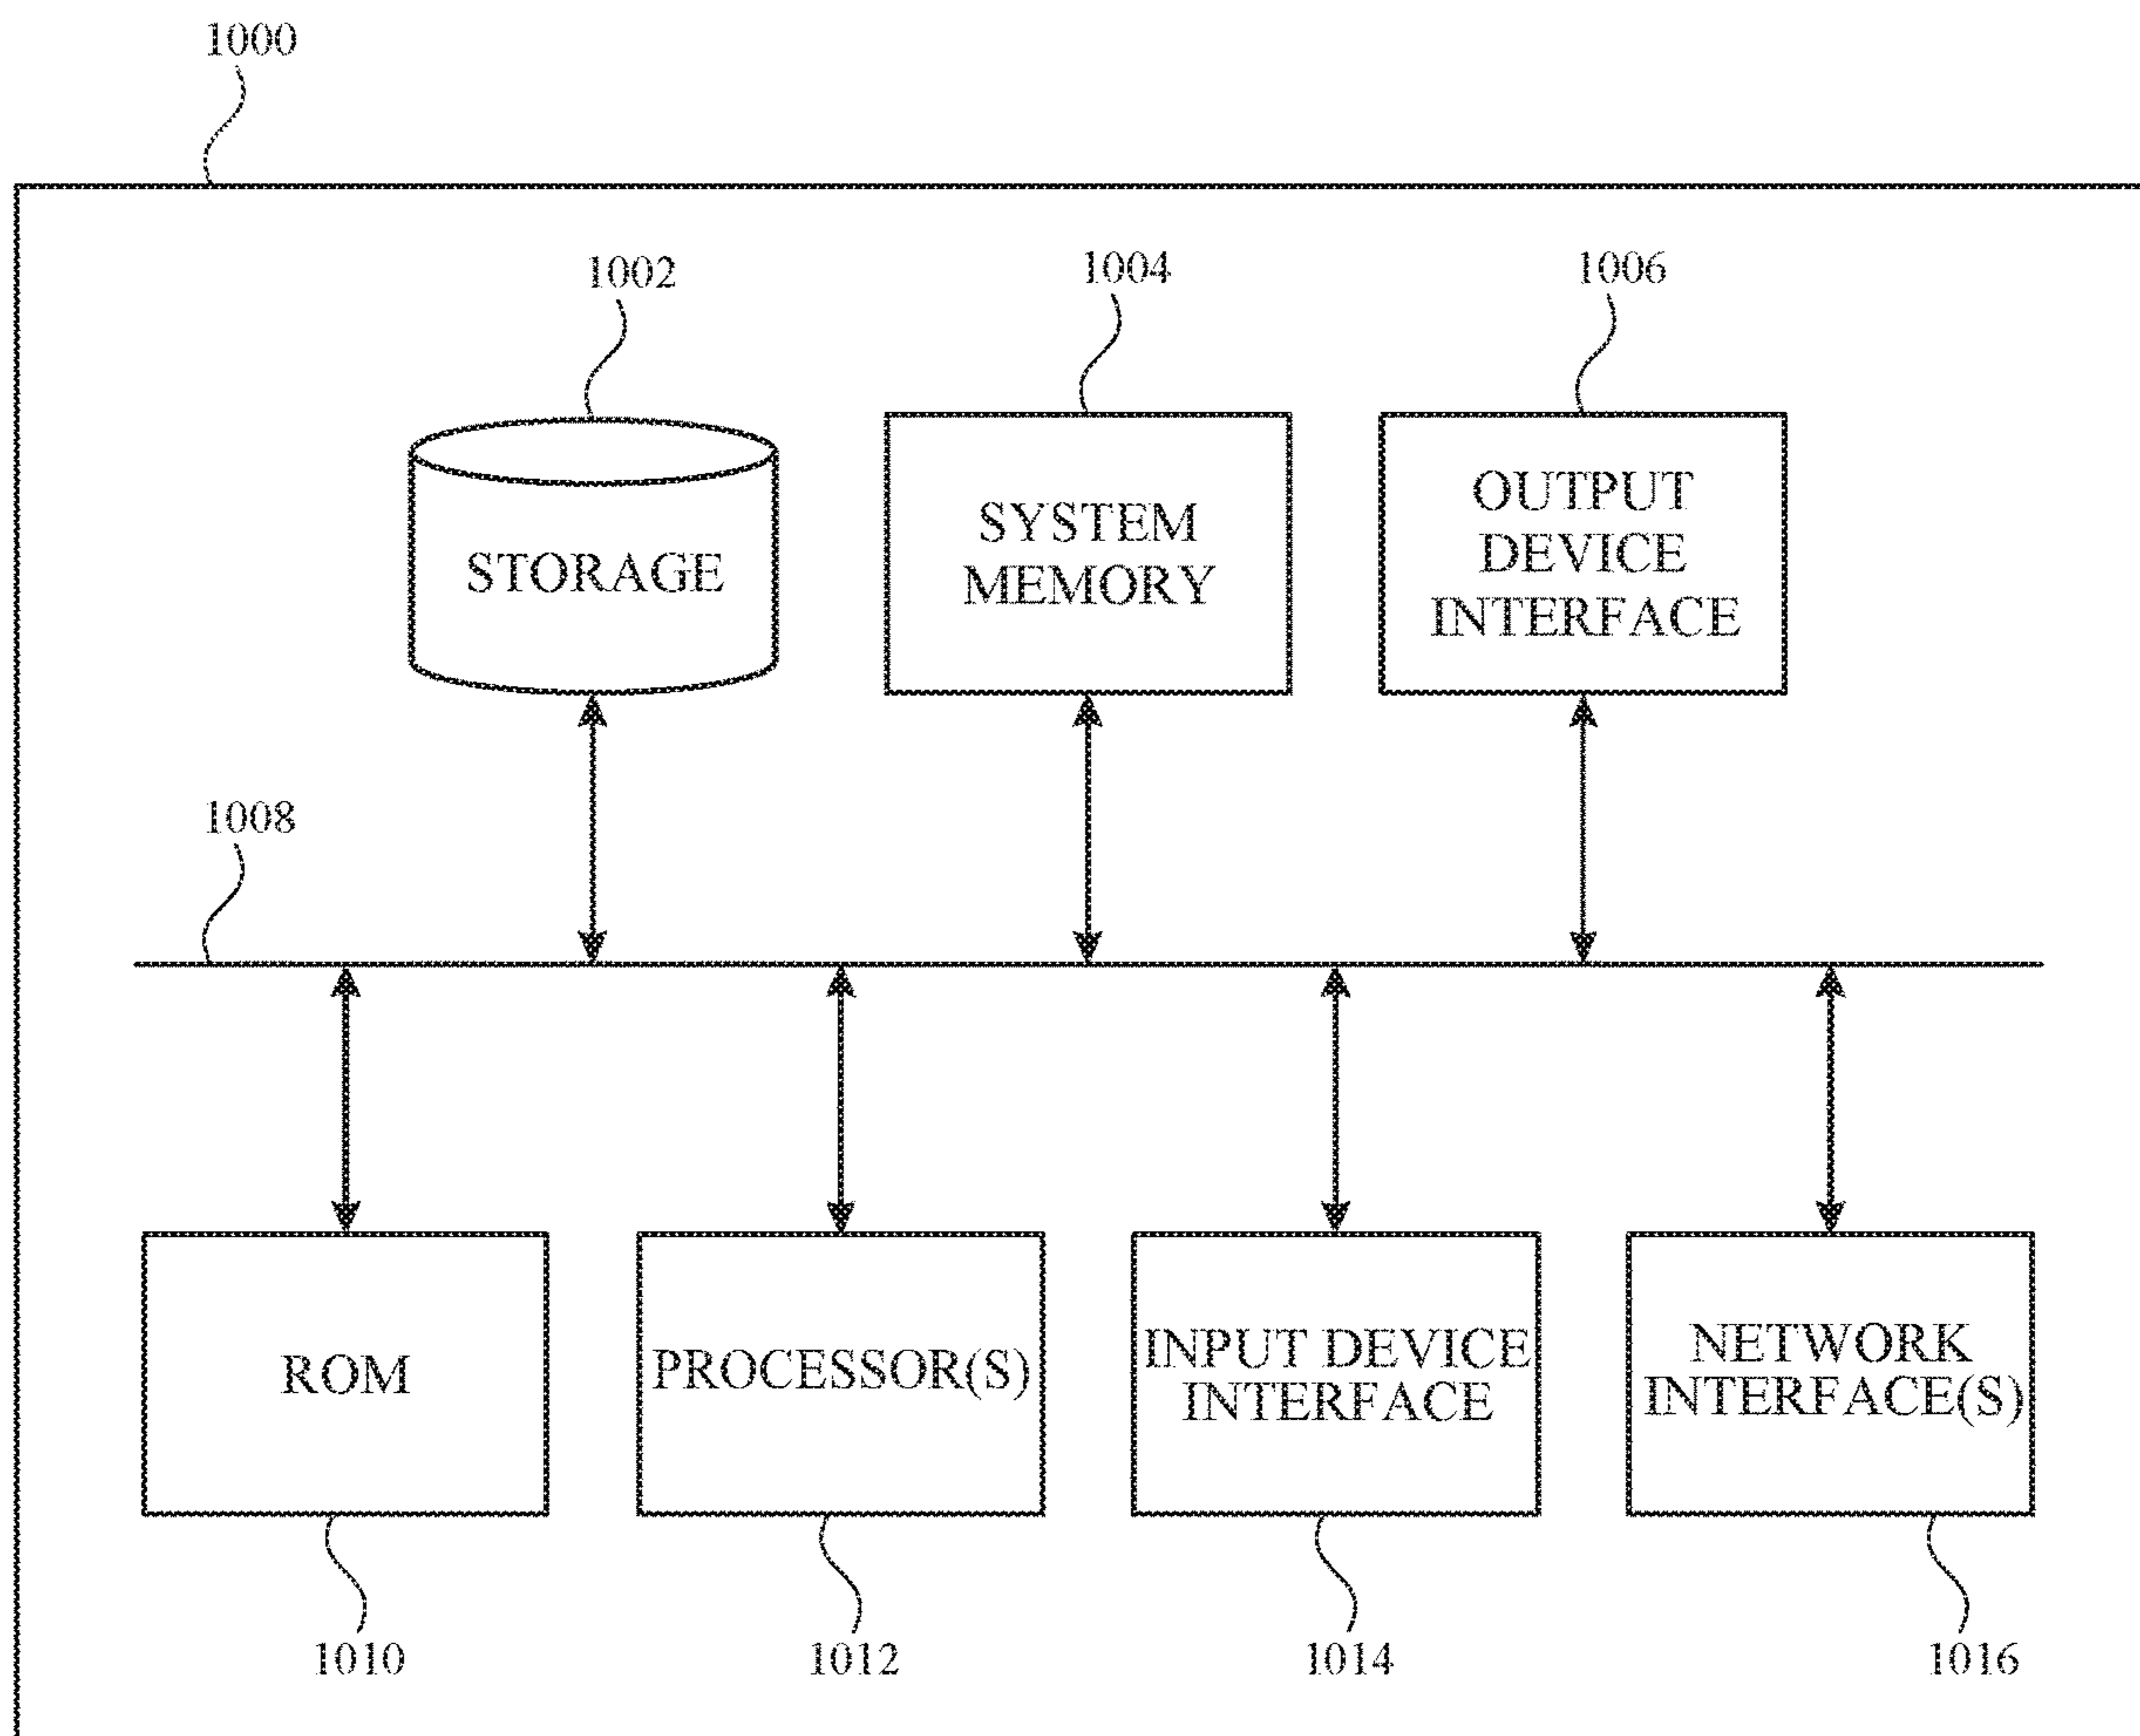 1000
1002
1004
1006
STORAGE
SYSTEM
MEMORY
OUTPUT
DEVICE
INTERFACE
1008
ROM
PROCESSOR(S)
INPUT DEVICE
INTERFACE
NETWORK
INTERFACE(S)
1010
1012
1014
1016